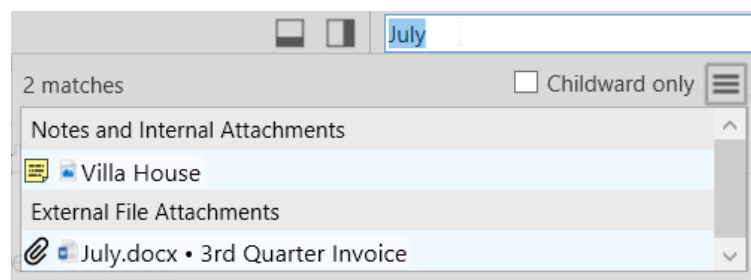 July
2 matches
Childward only
Notes and Internal Attachments
Villa House
External File Attachments
July.docx • 3rd Quarter Invoice